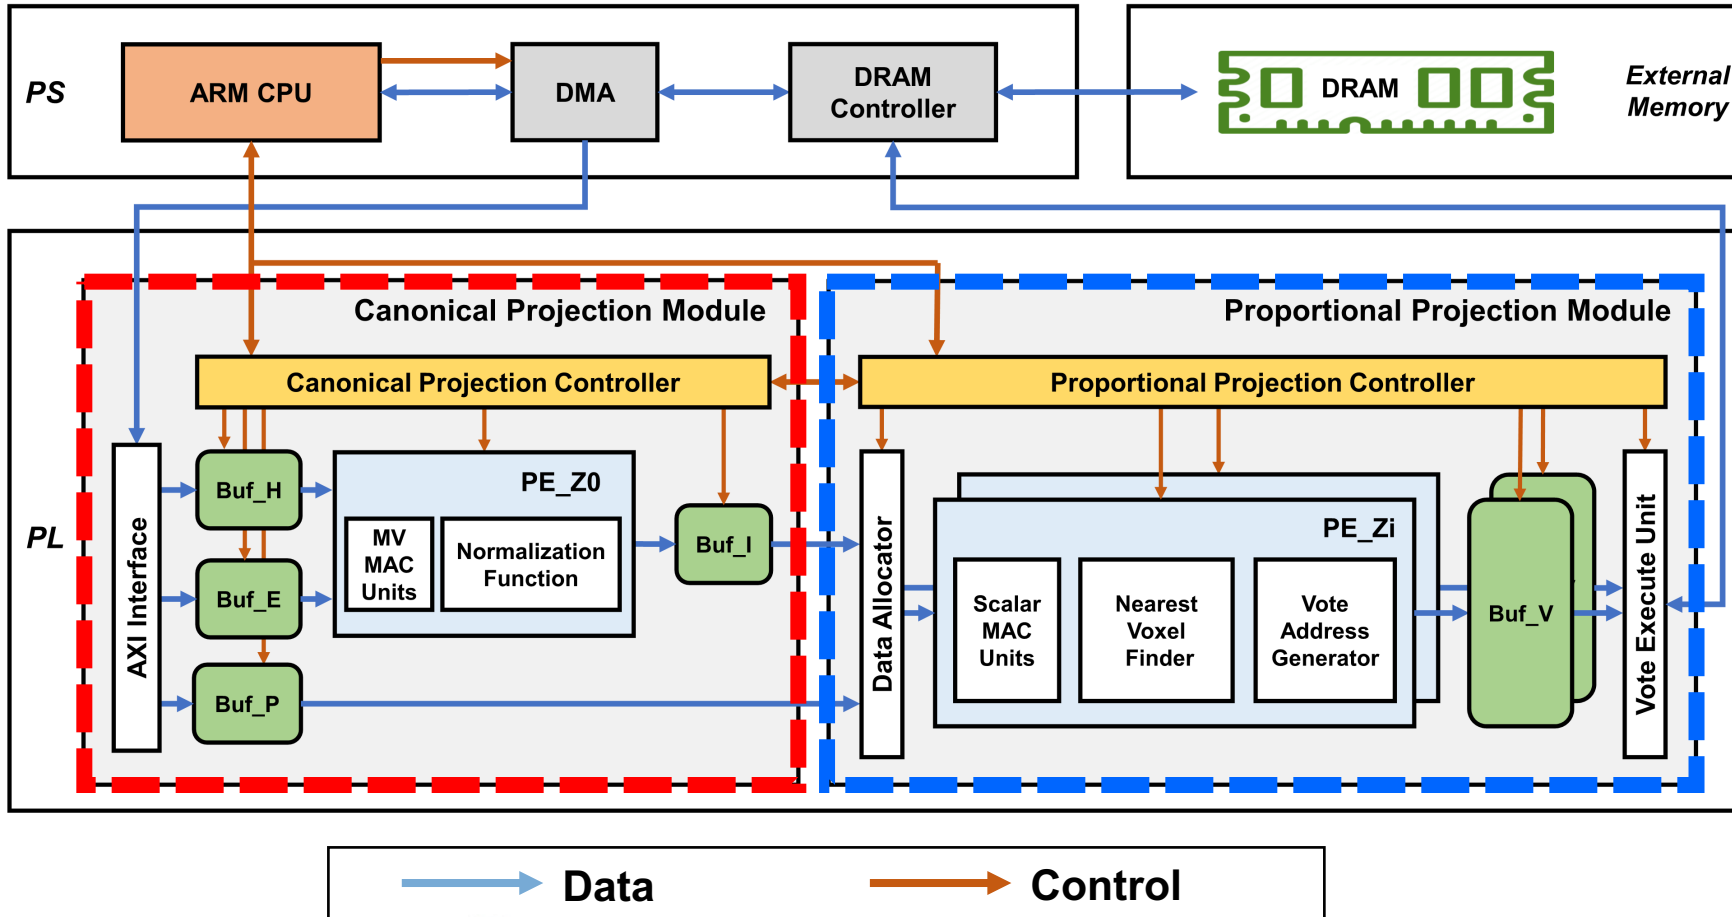 PS
ARM CPU
DMA
DRAM
Controller
DRAM
External
Memory
Canonical Projection Module
Proportional Projection Module
Canonical Projection Controller
Proportional Projection Controller
PL
AXI Interface
Buf_H
Buf_E
Buf_P
PE_Z0
MV
MAC
Units
Normalization
Function
Buf_I
Data Allocator
PE_Zi
Scalar
MAC
Units
Nearest
Voxel
Finder
Vote
Address
Generator
Buf_V
Vote Execute Unit
Data
Control